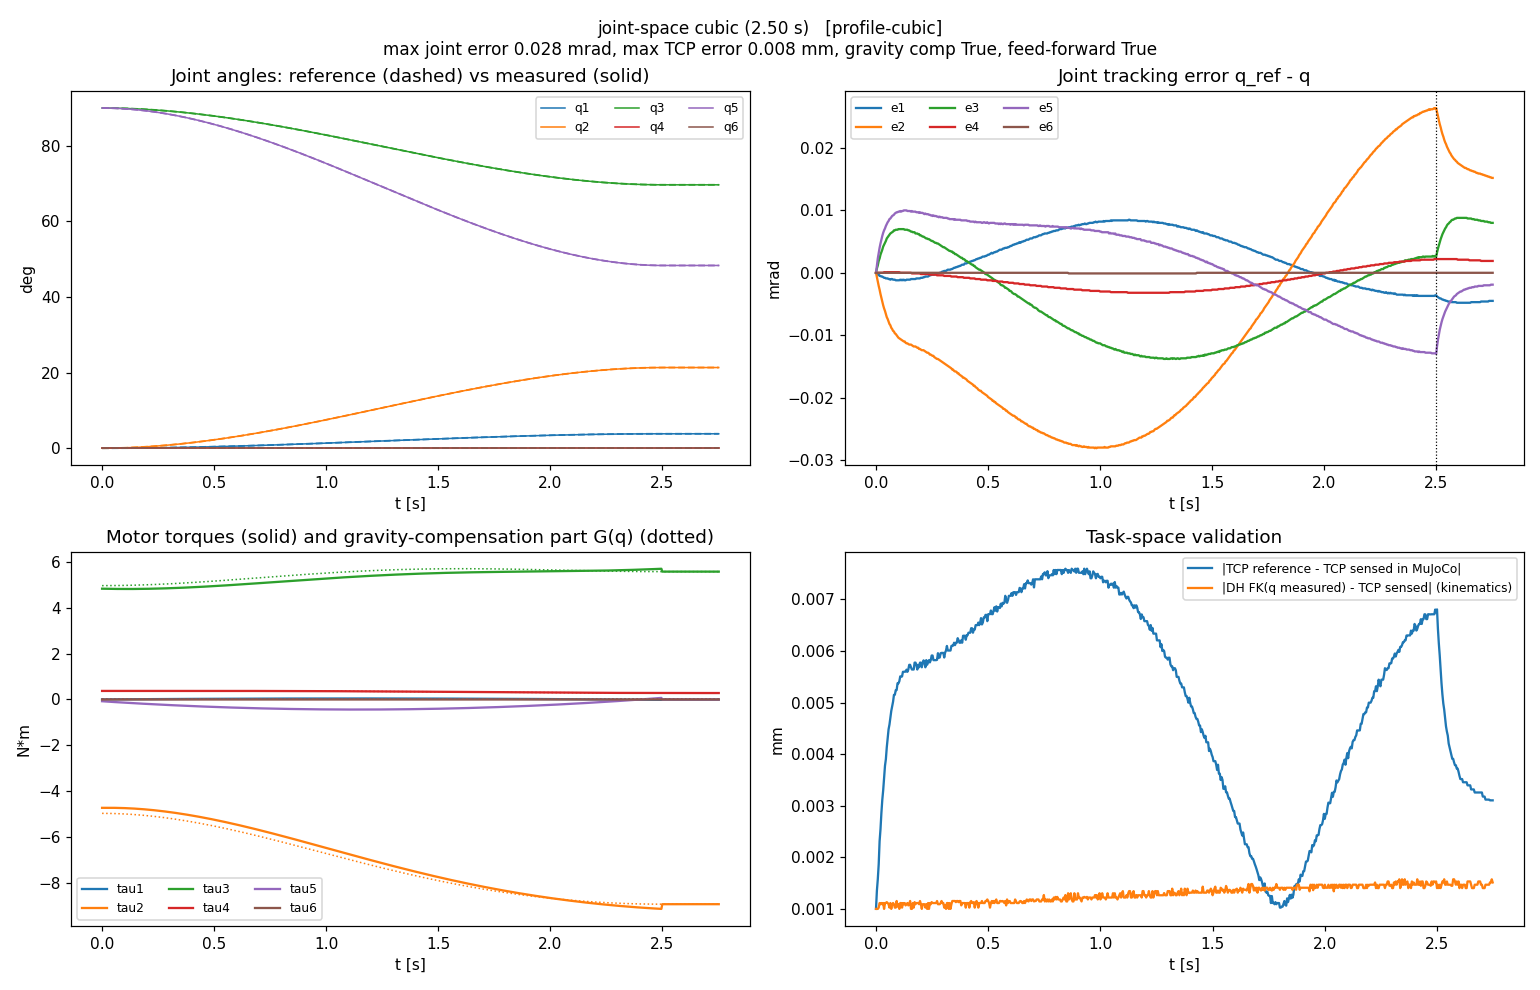 joint-space cubic (2.50 s)   [profile-cubic]
max joint error 0.028 mrad, max TCP error 0.008 mm, gravity comp True, feed-forward True
Joint angles: reference (dashed) vs measured (solid)
q1 q3 q5
q2 q4 q6
80
60
40
20
0
deg
0.0 0.5 1.0 1.5 2.0 2.5
t [s]
Joint tracking error q_ref - q
e1 e3 e5
e2 e4 e6
0.02
0.01
0.00
−0.01
−0.02
−0.03
mrad
0.0 0.5 1.0 1.5 2.0 2.5
t [s]
Motor torques (solid) and gravity-compensation part G(q) (dotted)
6
4
2
0
−2
−4
−6
−8
N*m
tau1 tau3 tau5
tau2 tau4 tau6
0.0 0.5 1.0 1.5 2.0 2.5
t [s]
Task-space validation
|TCP reference - TCP sensed in MuJoCo|
|DH FK(q measured) - TCP sensed| (kinematics)
0.007
0.006
0.005
0.004
0.003
0.002
0.001
mm
0.0 0.5 1.0 1.5 2.0 2.5
t [s]